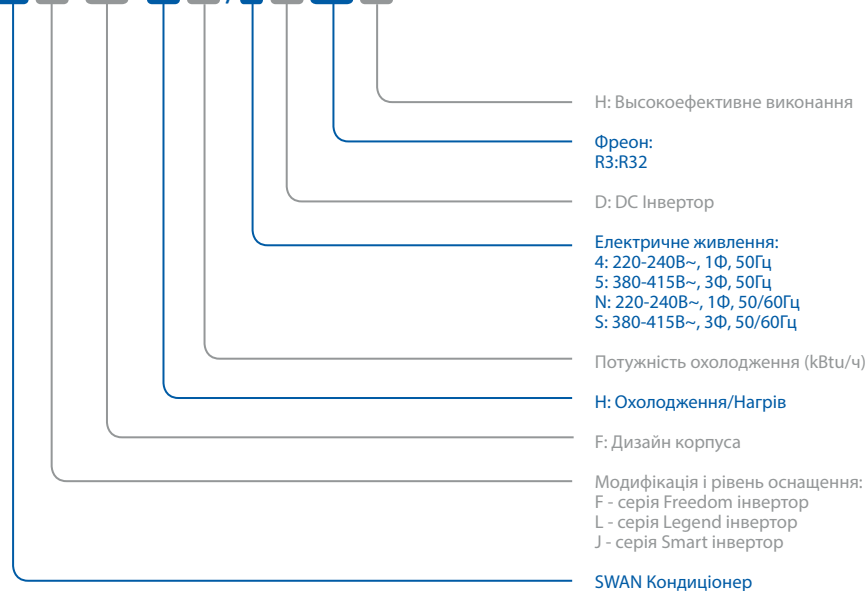 H: Высокоефективне виконання
Фреон:
R3:R32
D: DC Інвертор
Електричне живлення:
4: 220-240В~, 1Ф, 50Гц
5: 380-415В~, 3Ф, 50Гц
N: 220-240В~, 1Ф, 50/60Гц
S: 380-415В~, 3Ф, 50/60Гц
Потужність охолодження (kBtu/ч)
H: Охолодження/Нагрів
F: Дизайн корпуса
Модифікація і рівень оснащення:
F - серія Freedom інвертор
L - серія Legend інвертор
J - серія Smart інвертор
SWAN Кондиціонер